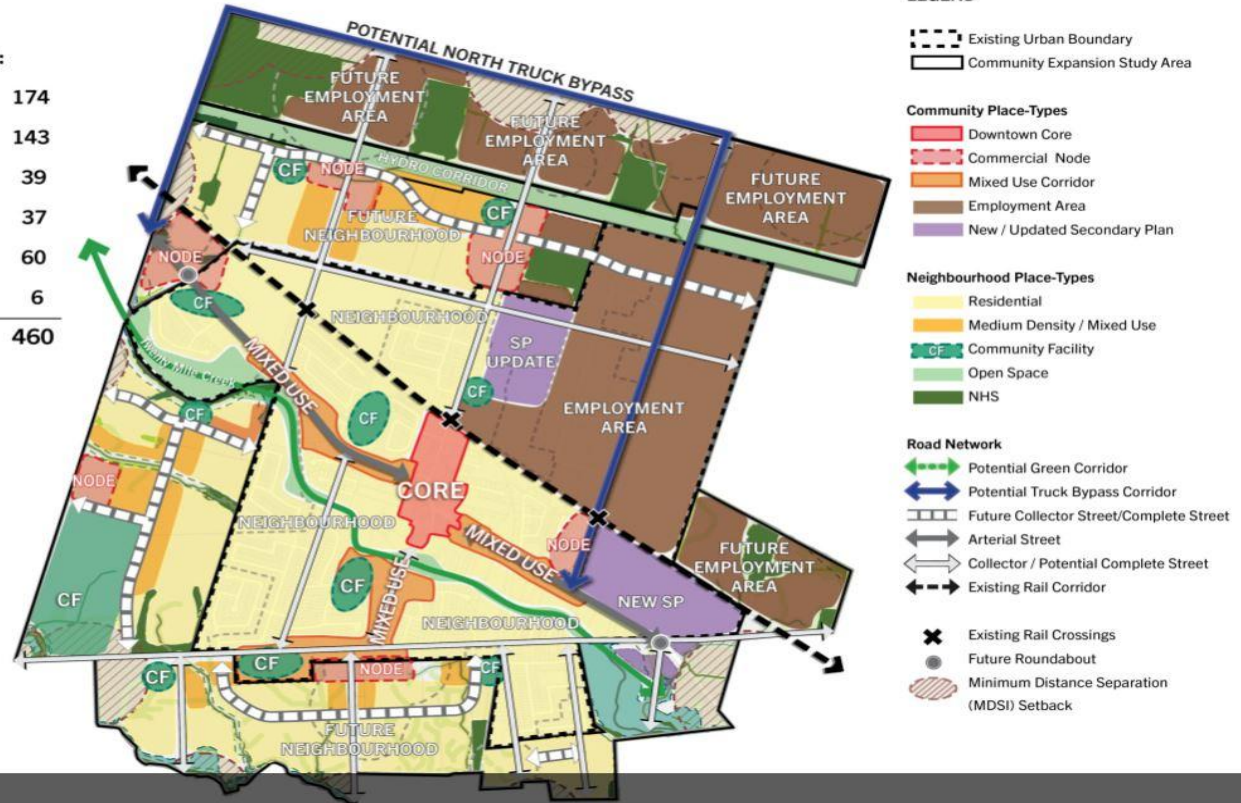 :
174
143
39
37
60
6
460
POTENTIAL NORTH TRUCK BYPASS
FUTURE
EMPLOYMENT
AREA
FUTURE
EMPLOYMENT
AREA
FUTURE
EMPLOYMENT
AREA
HYDRO CORRIDOR
CF
NODE
CF
FUTURE
NEIGHBOURHOOD
NODE
NODE
CF
NEIGHBOURHOOD
SP
UPDATE
Twenty Mile Creek
MIXED USE
CF
CF
CF
EMPLOYMENT
AREA
NODE
CORE
NEIGHBOURHOOD
MIXED USE
NODE
FUTURE
EMPLOYMENT
AREA
CF
CF
MIXED USE
NEW SP
NEIGHBOURHOOD
CF
CF
NODE
CF
FUTURE
NEIGHBOURHOOD
LEGEND
Existing Urban Boundary
Community Expansion Study Area
Community Place-Types
Downtown Core
Commercial Node
Mixed Use Corridor
Employment Area
New / Updated Secondary Plan
Neighbourhood Place-Types
Residential
Medium Density / Mixed Use
CF Community Facility
Open Space
NHS
Road Network
Potential Green Corridor
Potential Truck Bypass Corridor
Future Collector Street/Complete Street
Arterial Street
Collector / Potential Complete Street
Existing Rail Corridor
Existing Rail Crossings
Future Roundabout
Minimum Distance Separation
(MDSI) Setback